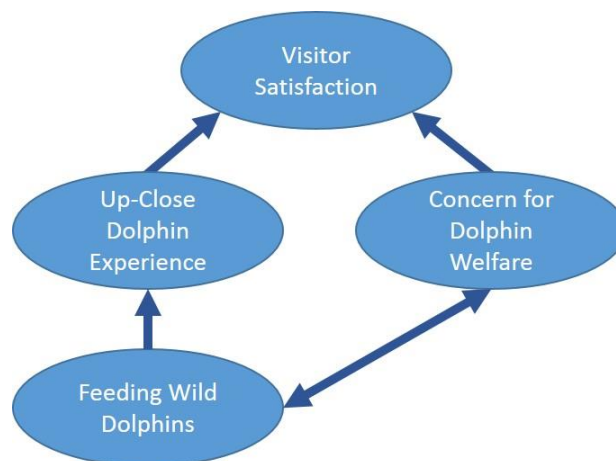 Visitor
Satisfaction
Up-Close
Dolphin
Experience
Concern for
Dolphin
Welfare
Feeding Wild
Dolphins